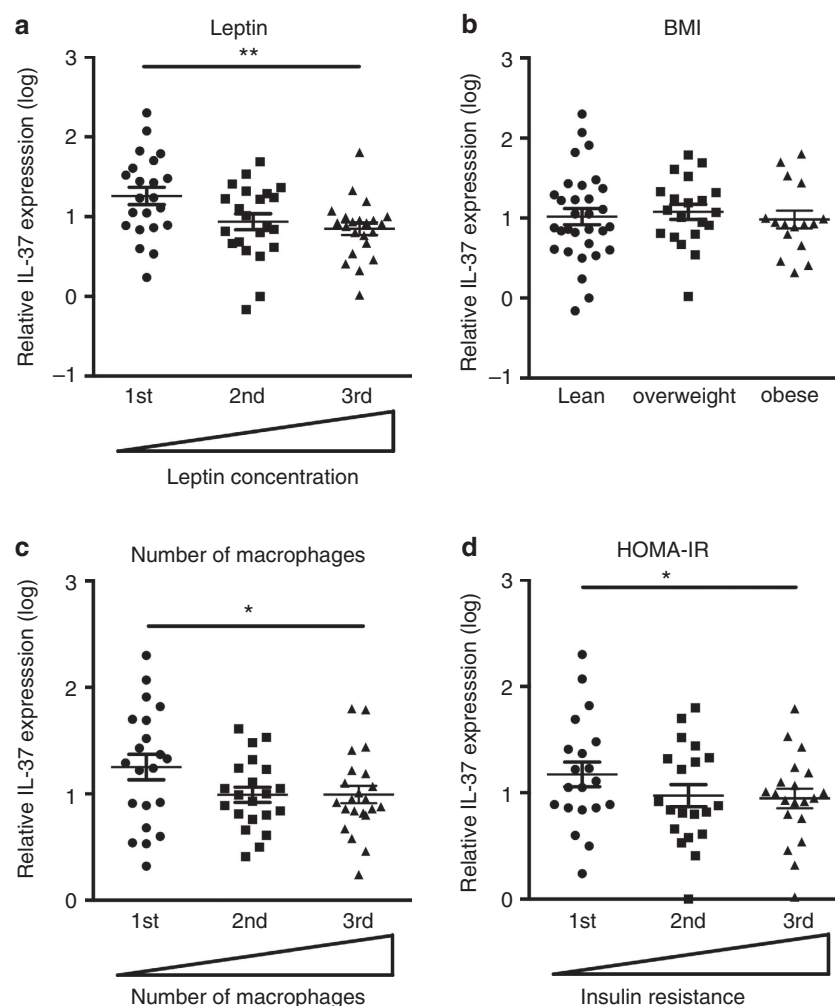 a
Leptin
**
Relative IL-37 expresssion (log)
3
2
1
0
–1
1st 2nd 3rd
Leptin concentration
b
BMI
Relative IL-37 expresssion (log)
3
2
1
0
–1
Lean overweight obese
c
Number of macrophages
*
Relative IL-37 expresssion (log)
3
2
1
0
1st 2nd 3rd
Number of macrophages
d
HOMA-IR
*
Relative IL-37 expresssion (log)
3
2
1
0
1st 2nd 3rd
Insulin resistance